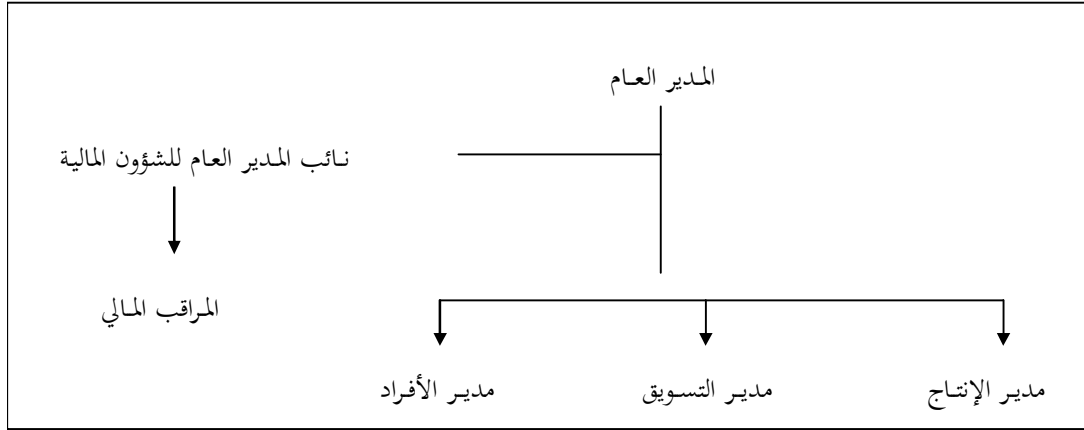 المدير العام
نائب المدير العام للشؤون المالية
المراقب المالي
مدير الإنتاج
مدير التسويق
مدير الأفراد